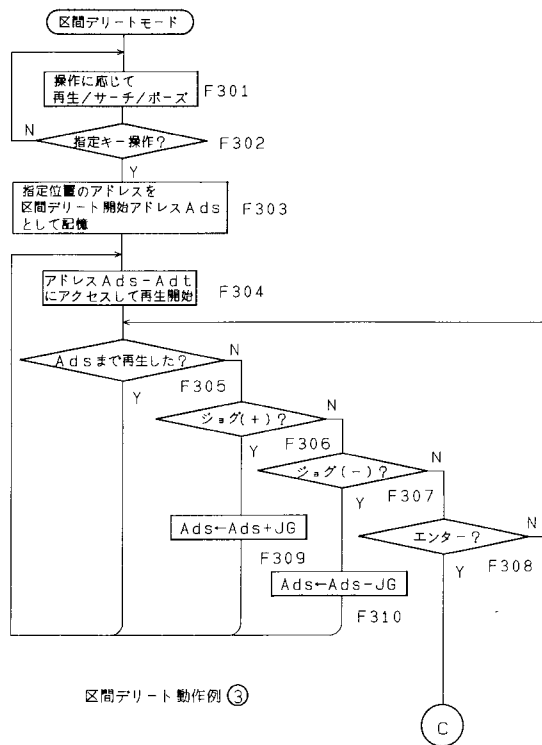 区間デリートモード
操作に応じて
再生/サーチ/ポーズ
F301
N
指定キー操作?
F302
Y
指定位置のアドレスを
区間デリート開始アドレスAds
として記憶
F303
アドレスAds-Adt
にアクセスして再生開始
F304
Adsまで再生した?
N
F305
Y
ジョグ(+)?
N
F306
Y
ジョグ(-)?
N
F307
Y
エンター?
N
F308
Y
Ads←Ads+JG
F309
Ads←Ads-JG
F310
区間デリート動作例③
C